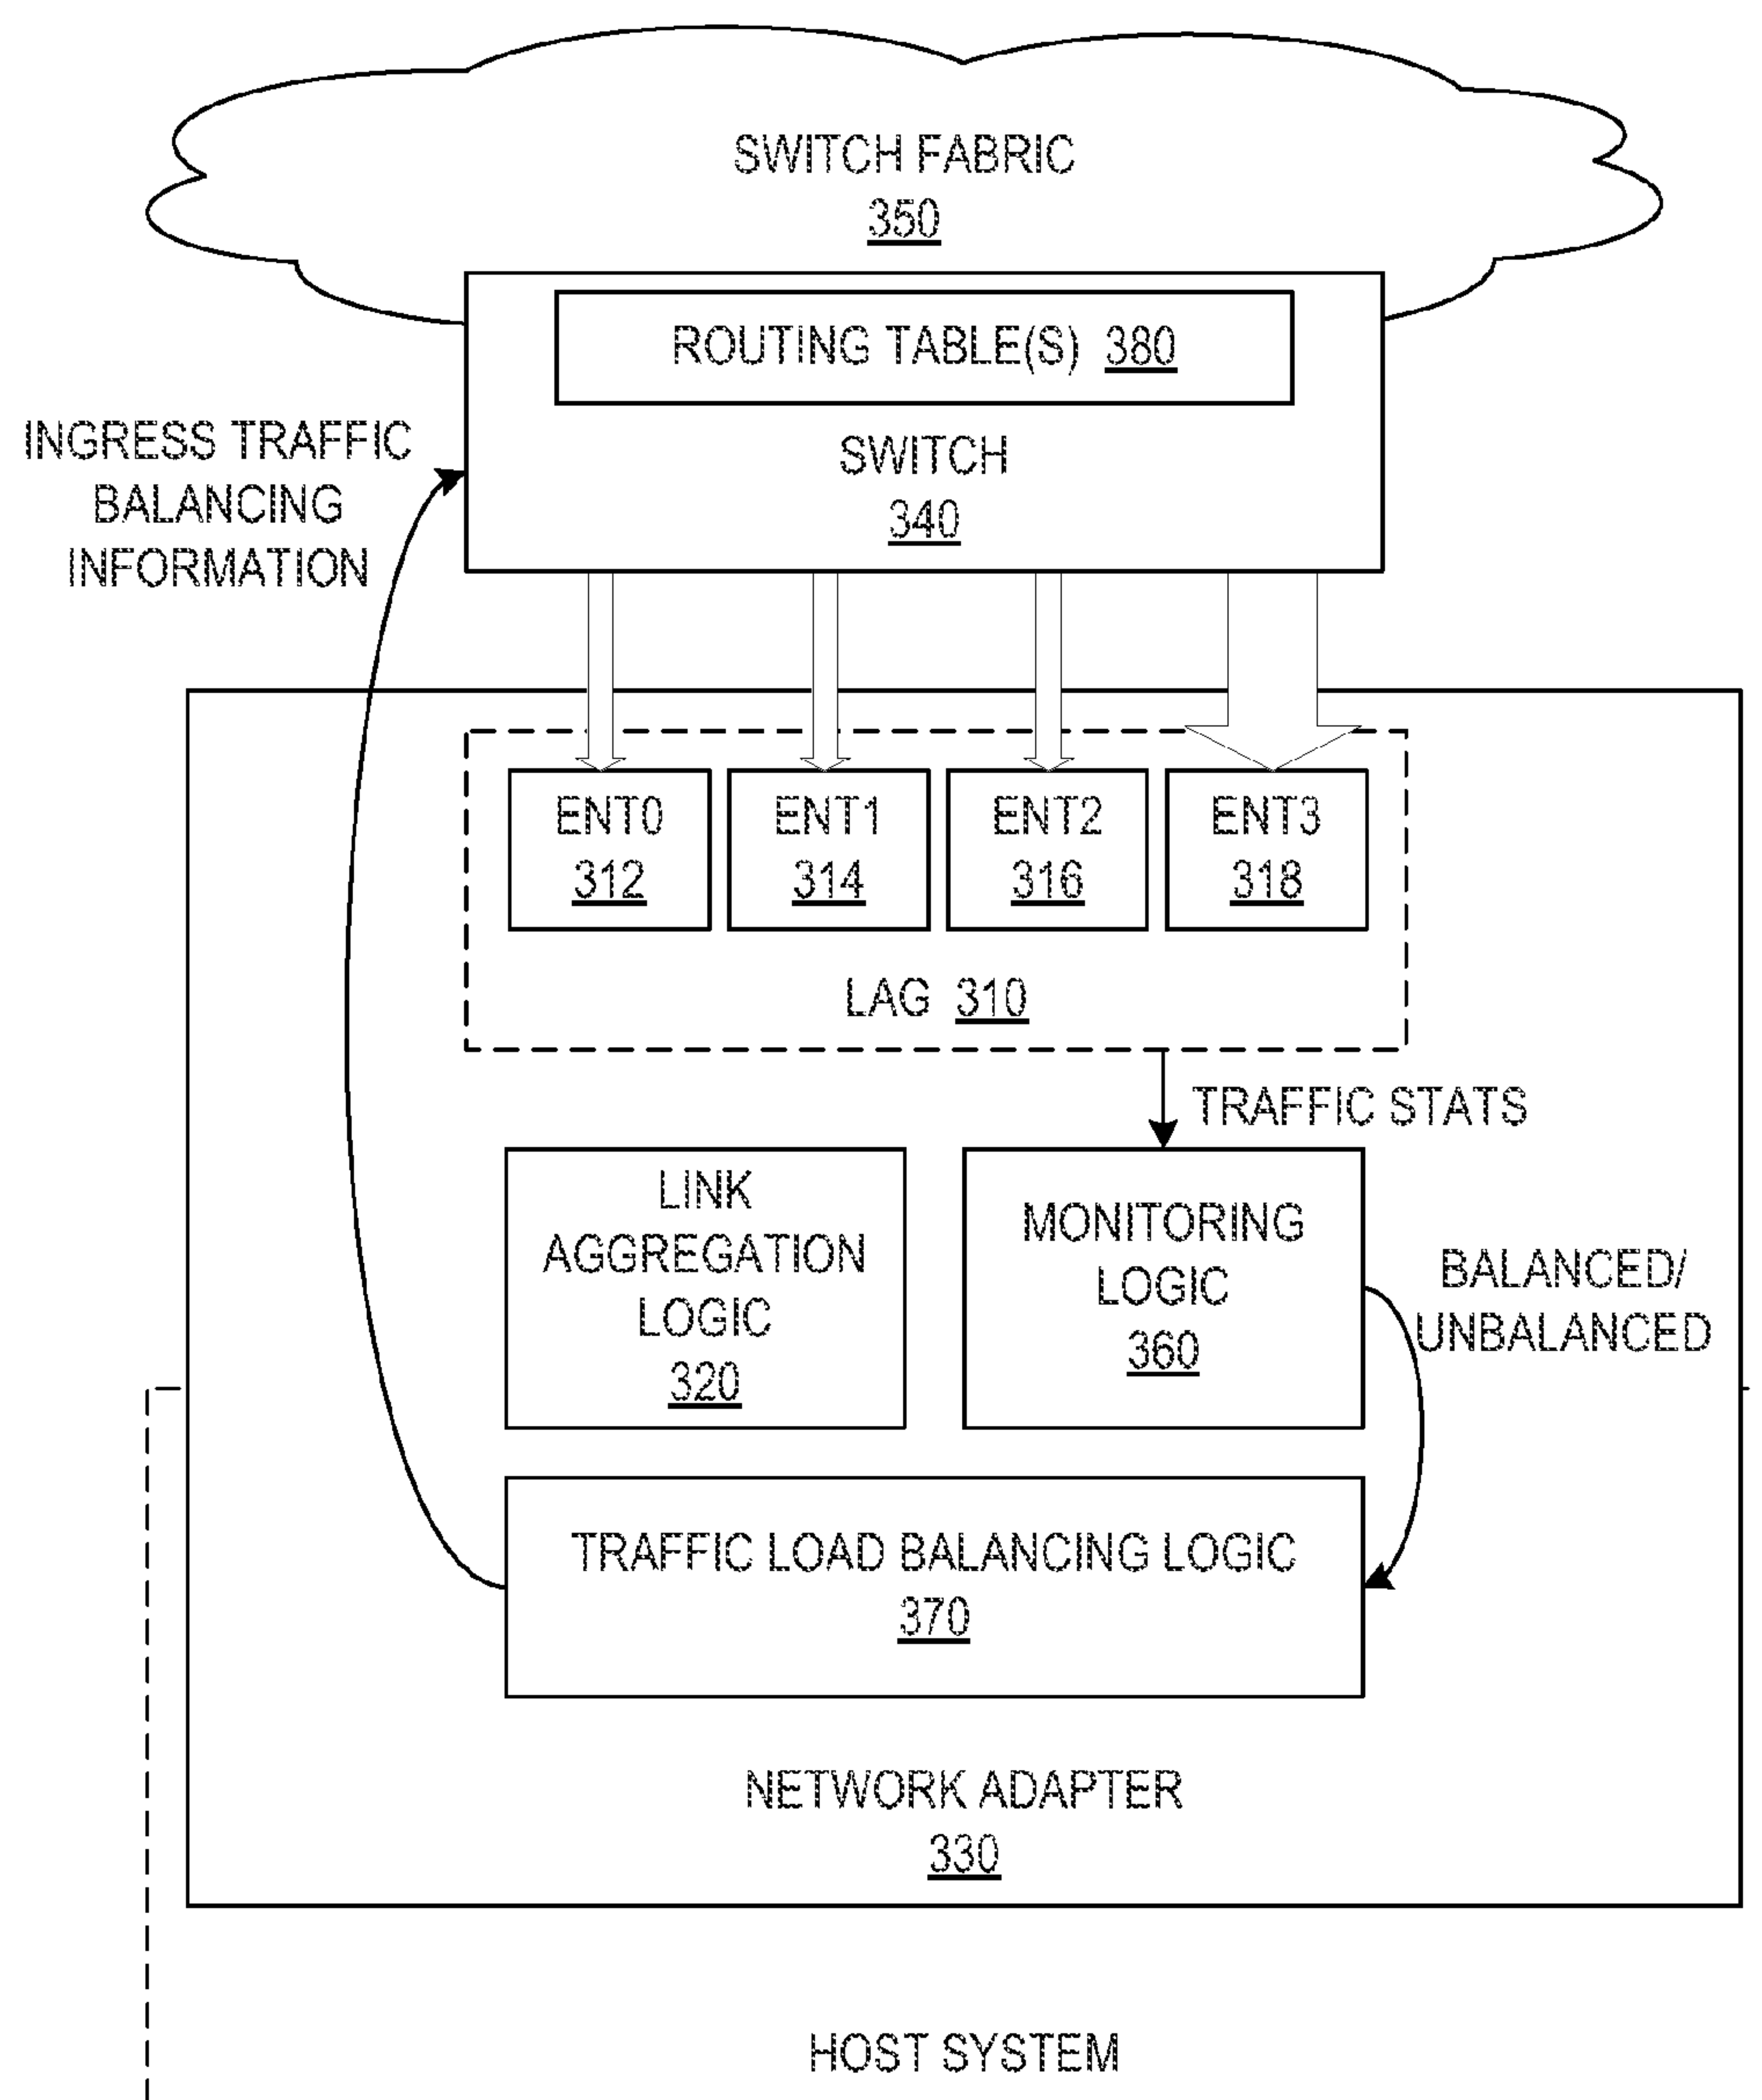 SWITCH FABRIC
350
ROUTING TABLE(S) 380
SWITCH
340
INGRESS TRAFFIC
BALANCING
INFORMATION
ENT0
312
ENT1
314
ENT2
316
ENT3
318
LAG 310
TRAFFIC STATS
LINK
AGGREGATION
LOGIC
320
MONITORING
LOGIC
360
BALANCED/
UNBALANCED
TRAFFIC LOAD BALANCING LOGIC
370
NETWORK ADAPTER
330
HOST SYSTEM